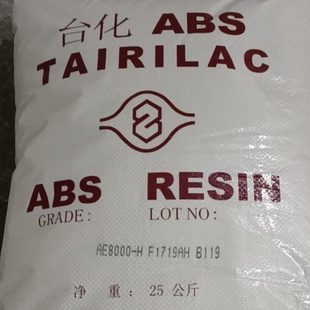 台化 ABS
TAIRILAC
ABS RESIN
GRADE: LOT NO:
AE8000-H F1719AH B119
净 重: 25 公斤